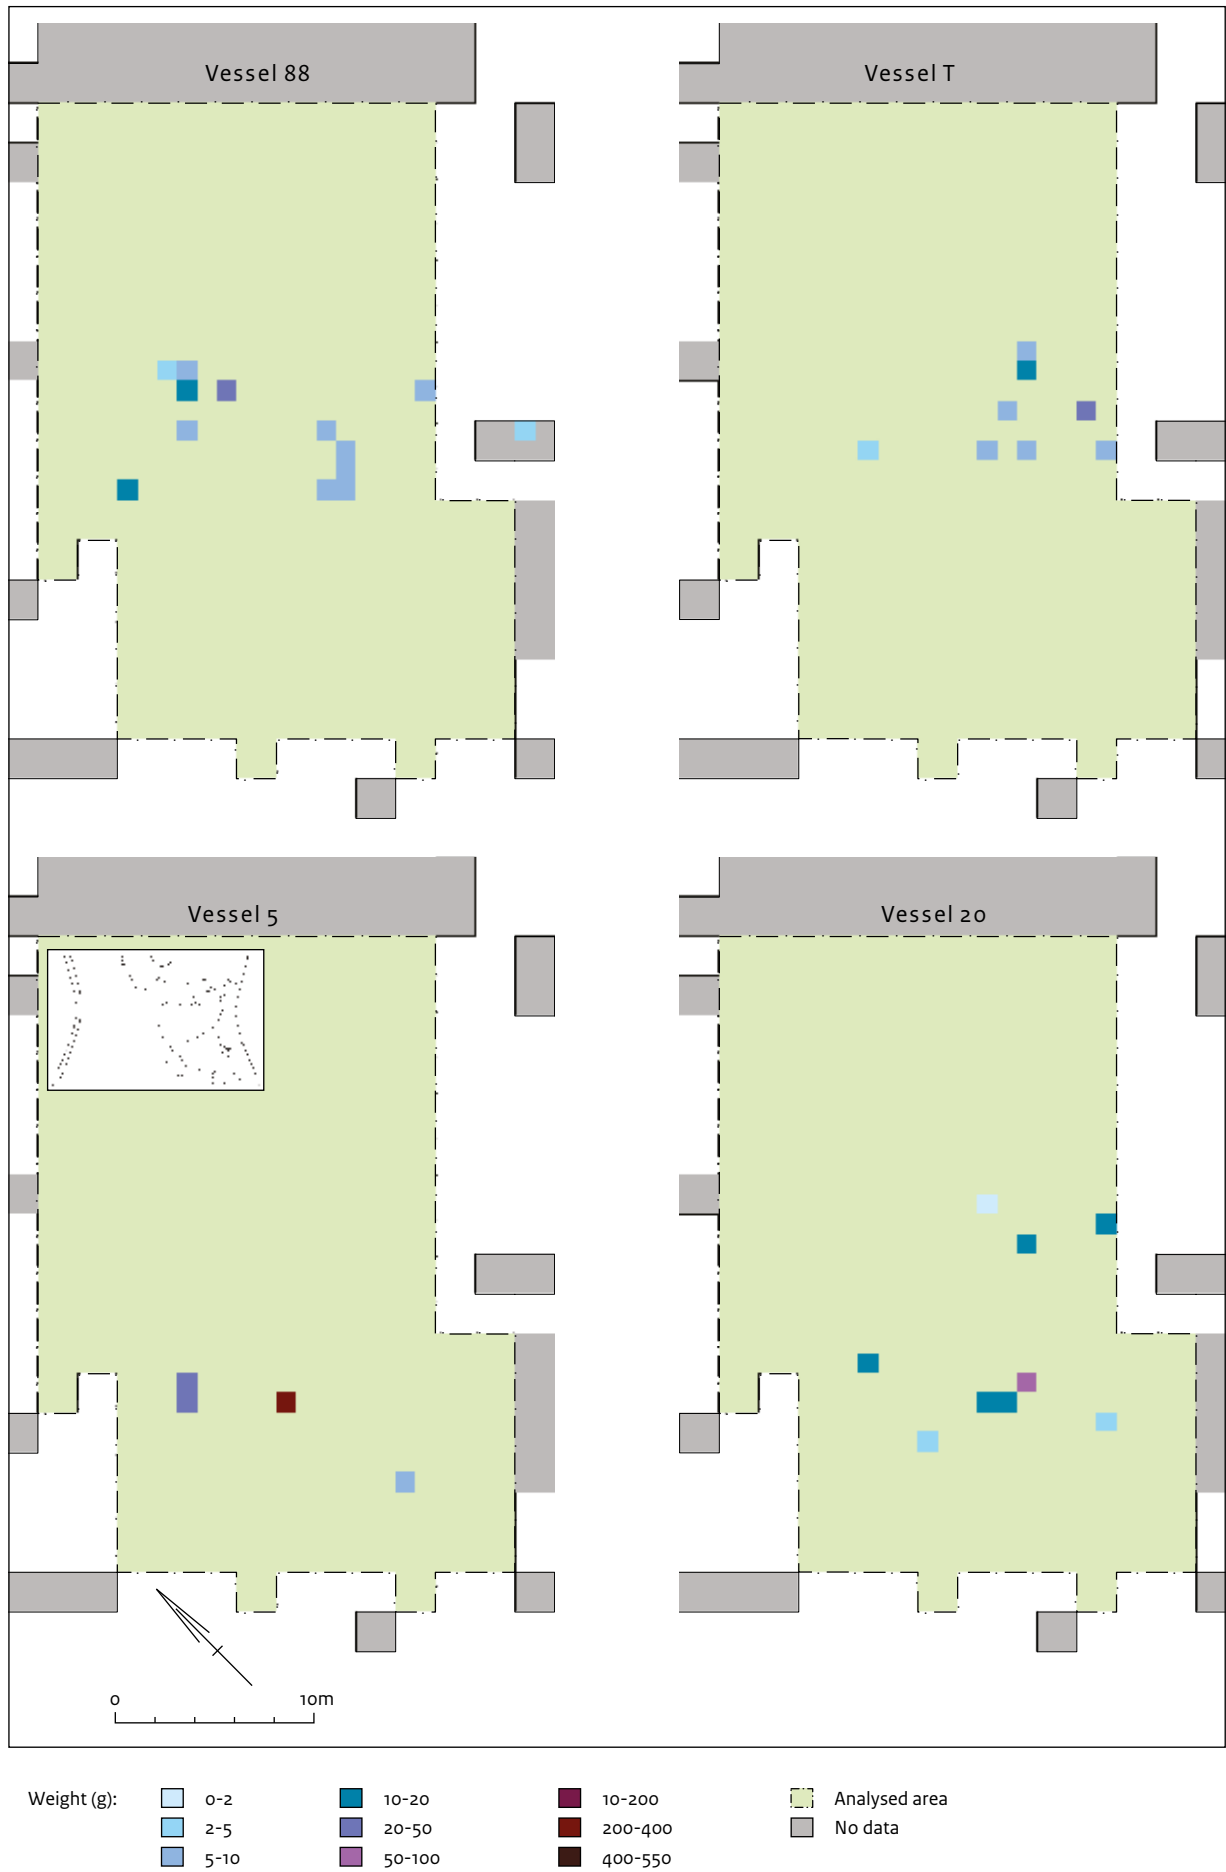 Vessel 88
Vessel T
Vessel 5
Vessel 20
0 10m
Weight (g):
0-2
2-5
5-10
10-20
20-50
50-100
10-200
200-400
400-550
Analysed area
No data